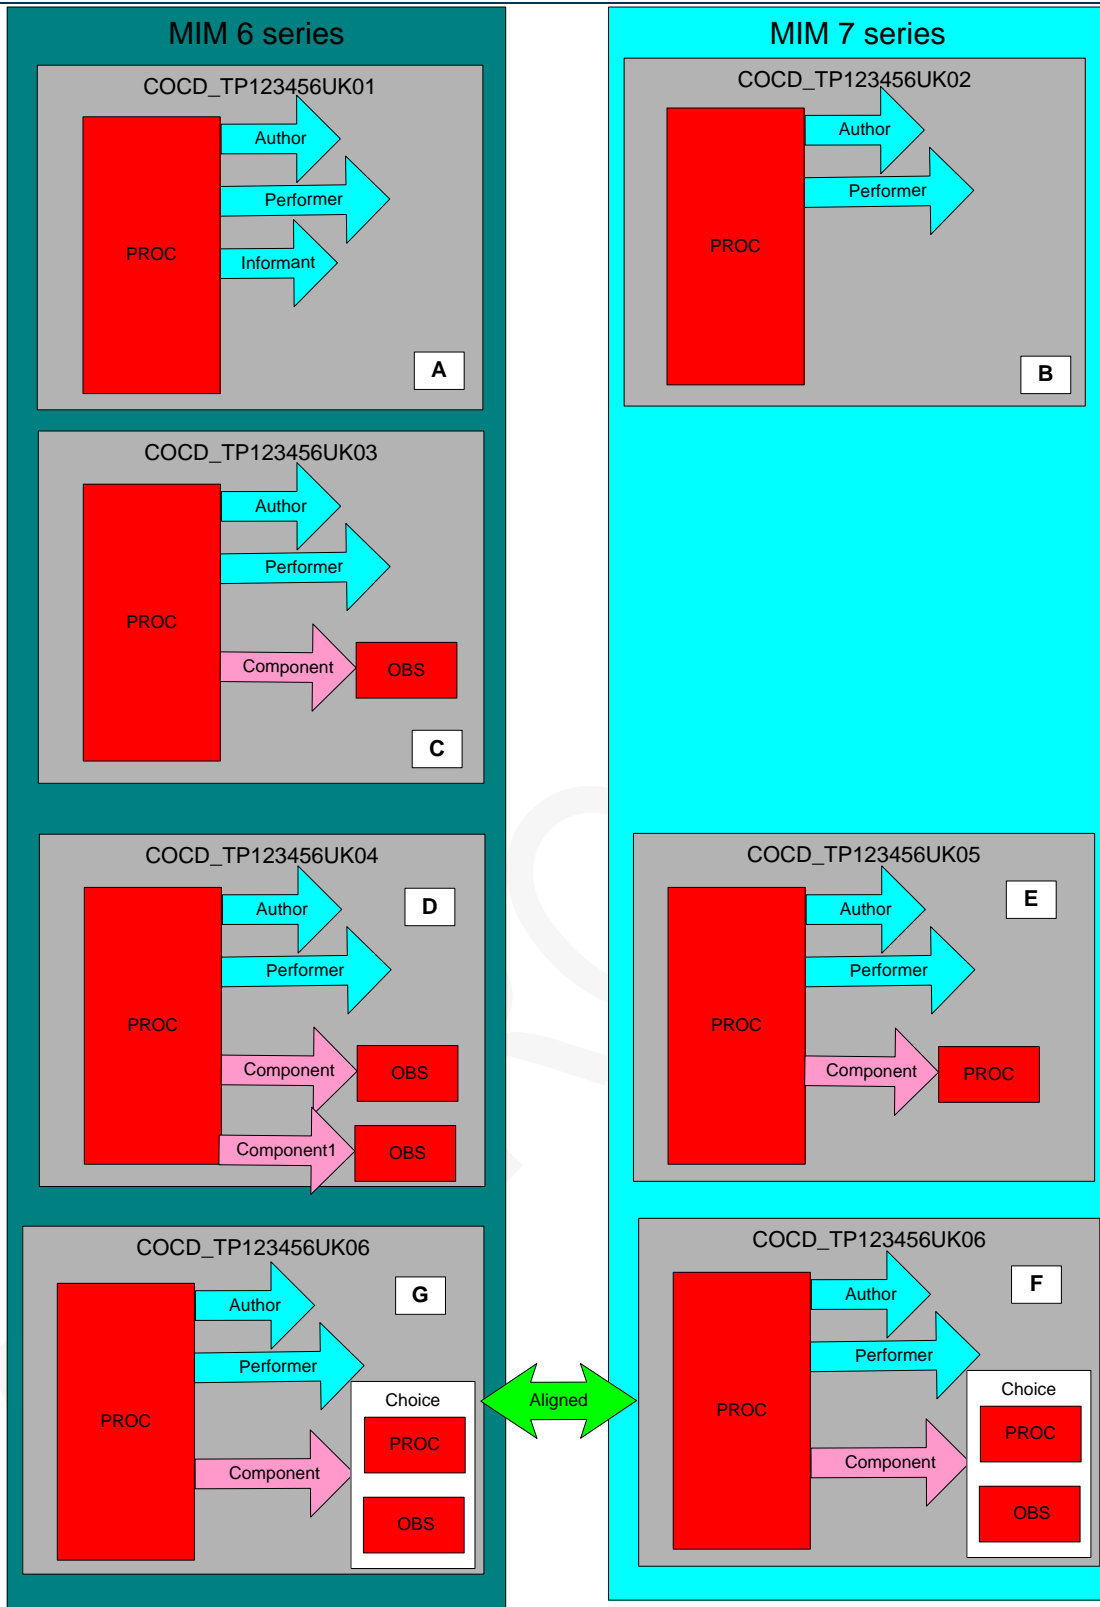 MIM 6 series
COCD_TP123456UK01
Author
Performer
PROC
Informant
A
COCD_TP123456UK03
Author
Performer
PROC
Component
OBS
C
COCD_TP123456UK04
D
Author
Performer
PROC
Component
OBS
Component1
OBS
COCD_TP123456UK06
G
Author
Performer
Choice
PROC
PROC
Component
OBS
Aligned
MIM 7 series
COCD_TP123456UK02
Author
Performer
PROC
B
COCD_TP123456UK05
E
Author
Performer
PROC
Component
PROC
COCD_TP123456UK06
F
Author
Performer
Choice
PROC
PROC
Component
OBS